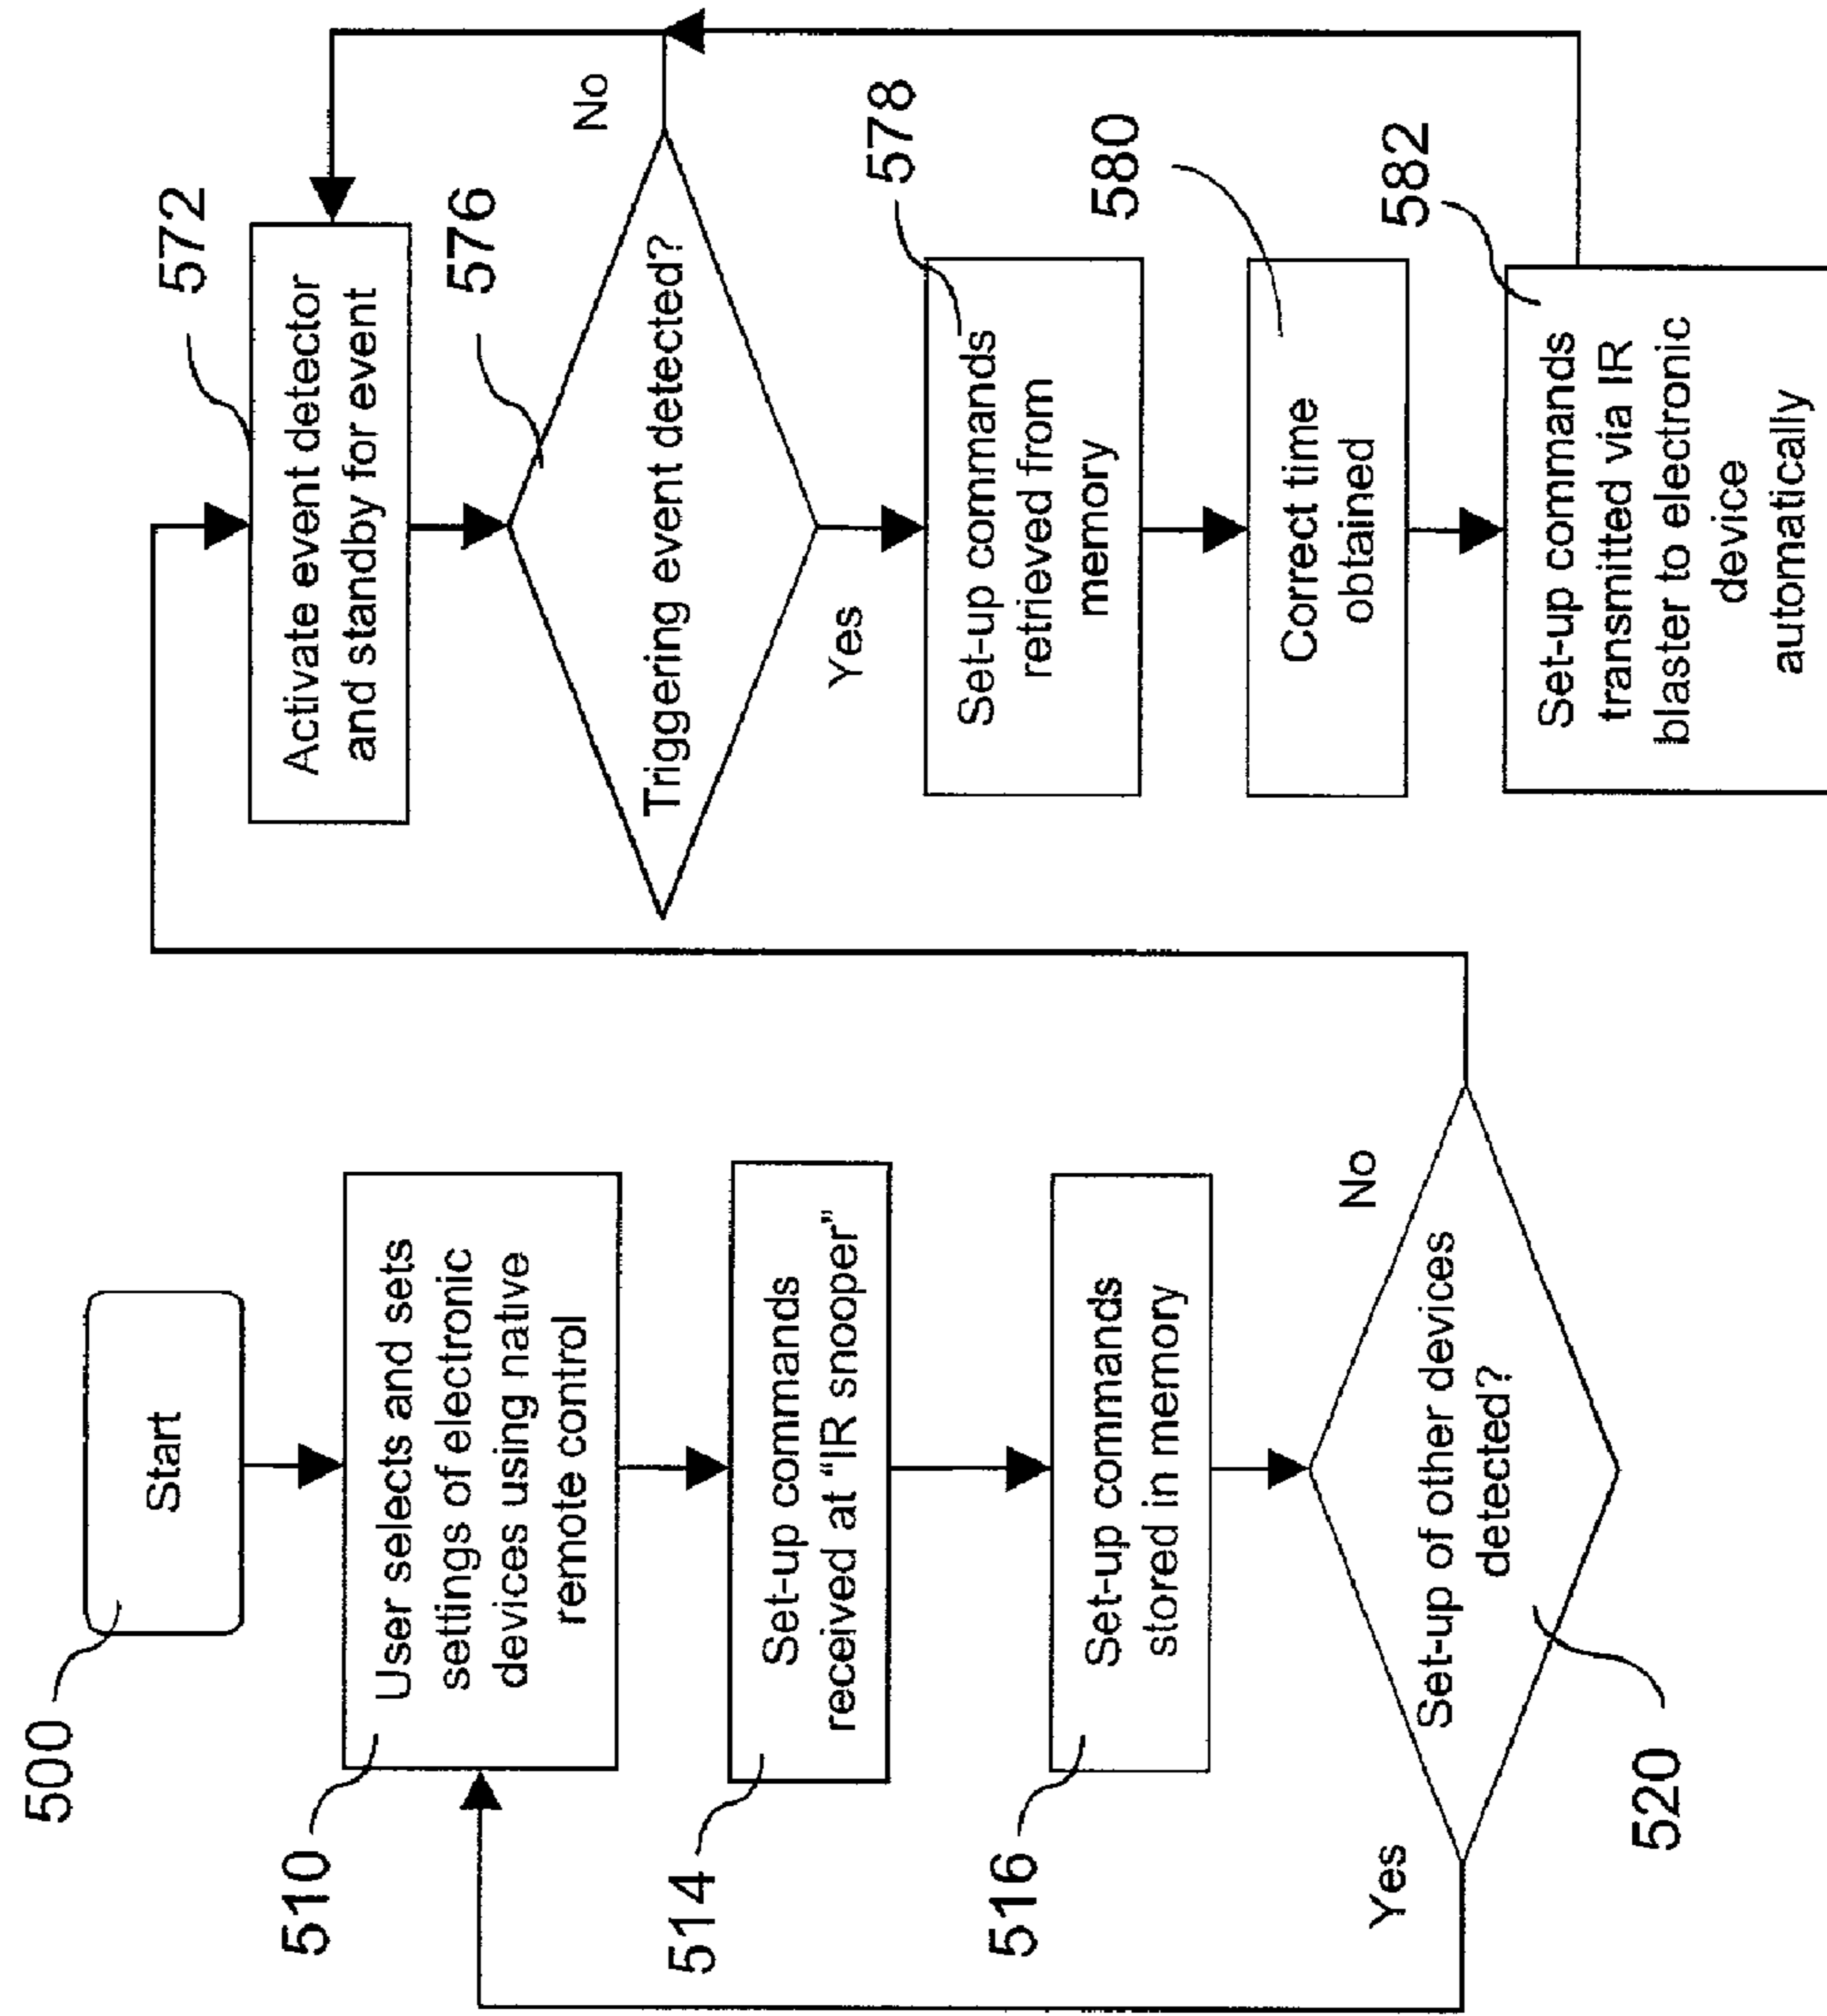 500
Start
510
User selects and sets
settings of electronic
devices using native
remote control
514
Set-up commands
received at “IR snooper”
516
Set-up commands
stored in memory
Set-up of other devices
detected?
Yes
No
520
572
Activate event detector
and standby for event
576
Triggering event detected?
No
Yes
578
Set-up commands
retrieved from
memory
580
Correct time
obtained
582
Set-up commands
transmitted via IR
blaster to electronic
device
automatically